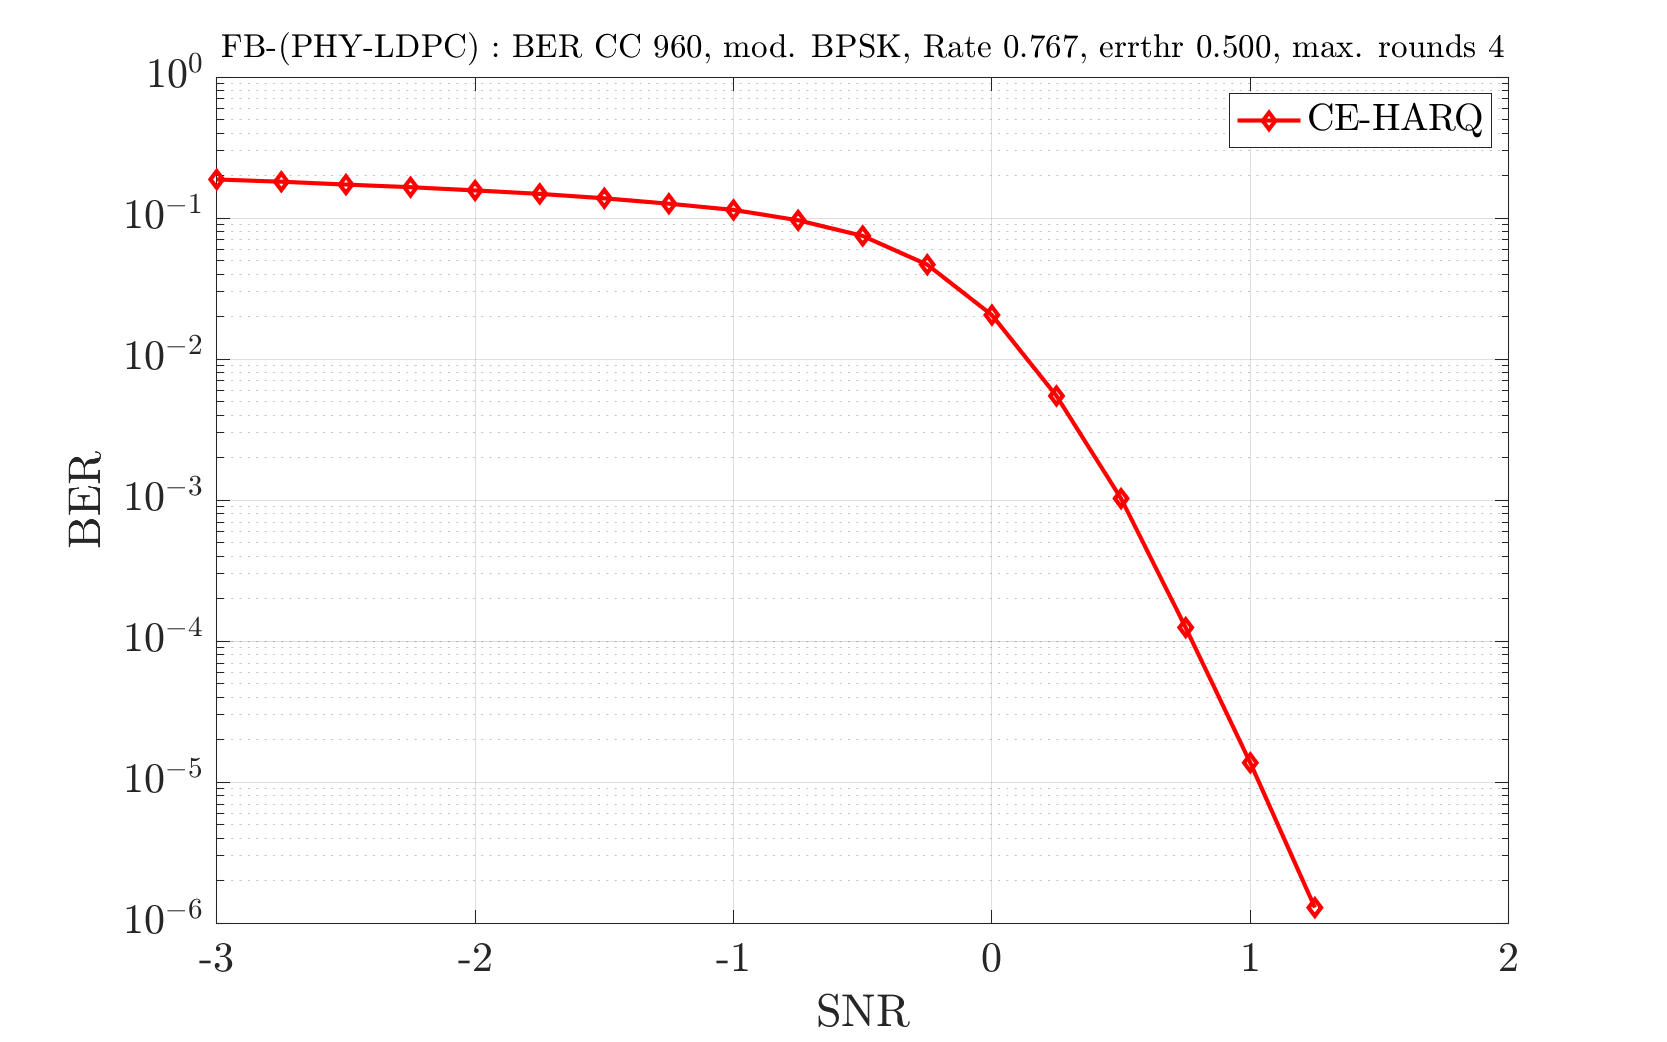 FB-(PHY-LDPC) : BER CC 960, mod. BPSK, Rate 0.767, errthr 0.500, max. rounds 4
CE-HARQ
BER
10⁰
10⁻¹
10⁻²
10⁻³
10⁻⁴
10⁻⁵
10⁻⁶
-3 -2 -1 0 1 2
SNR